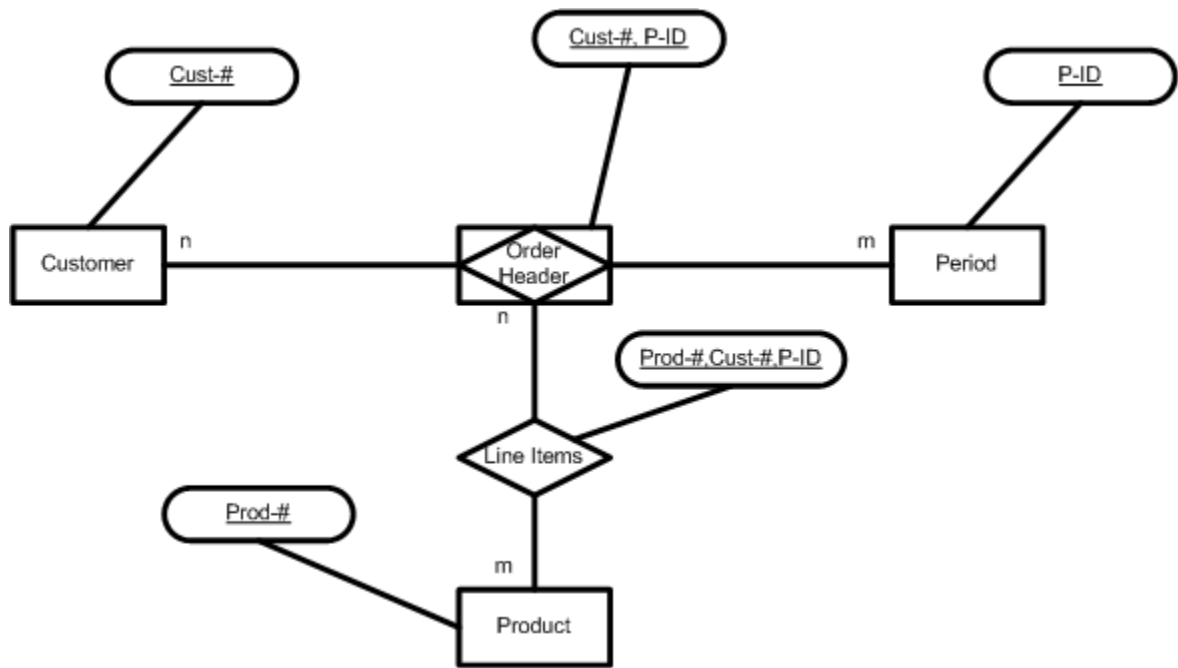 Cust-#, P-ID
Cust-#
P-ID
n
m
Customer
Order
Header
Period
n
Prod-#,Cust-#,P-ID
Line Items
Prod-#
m
Product